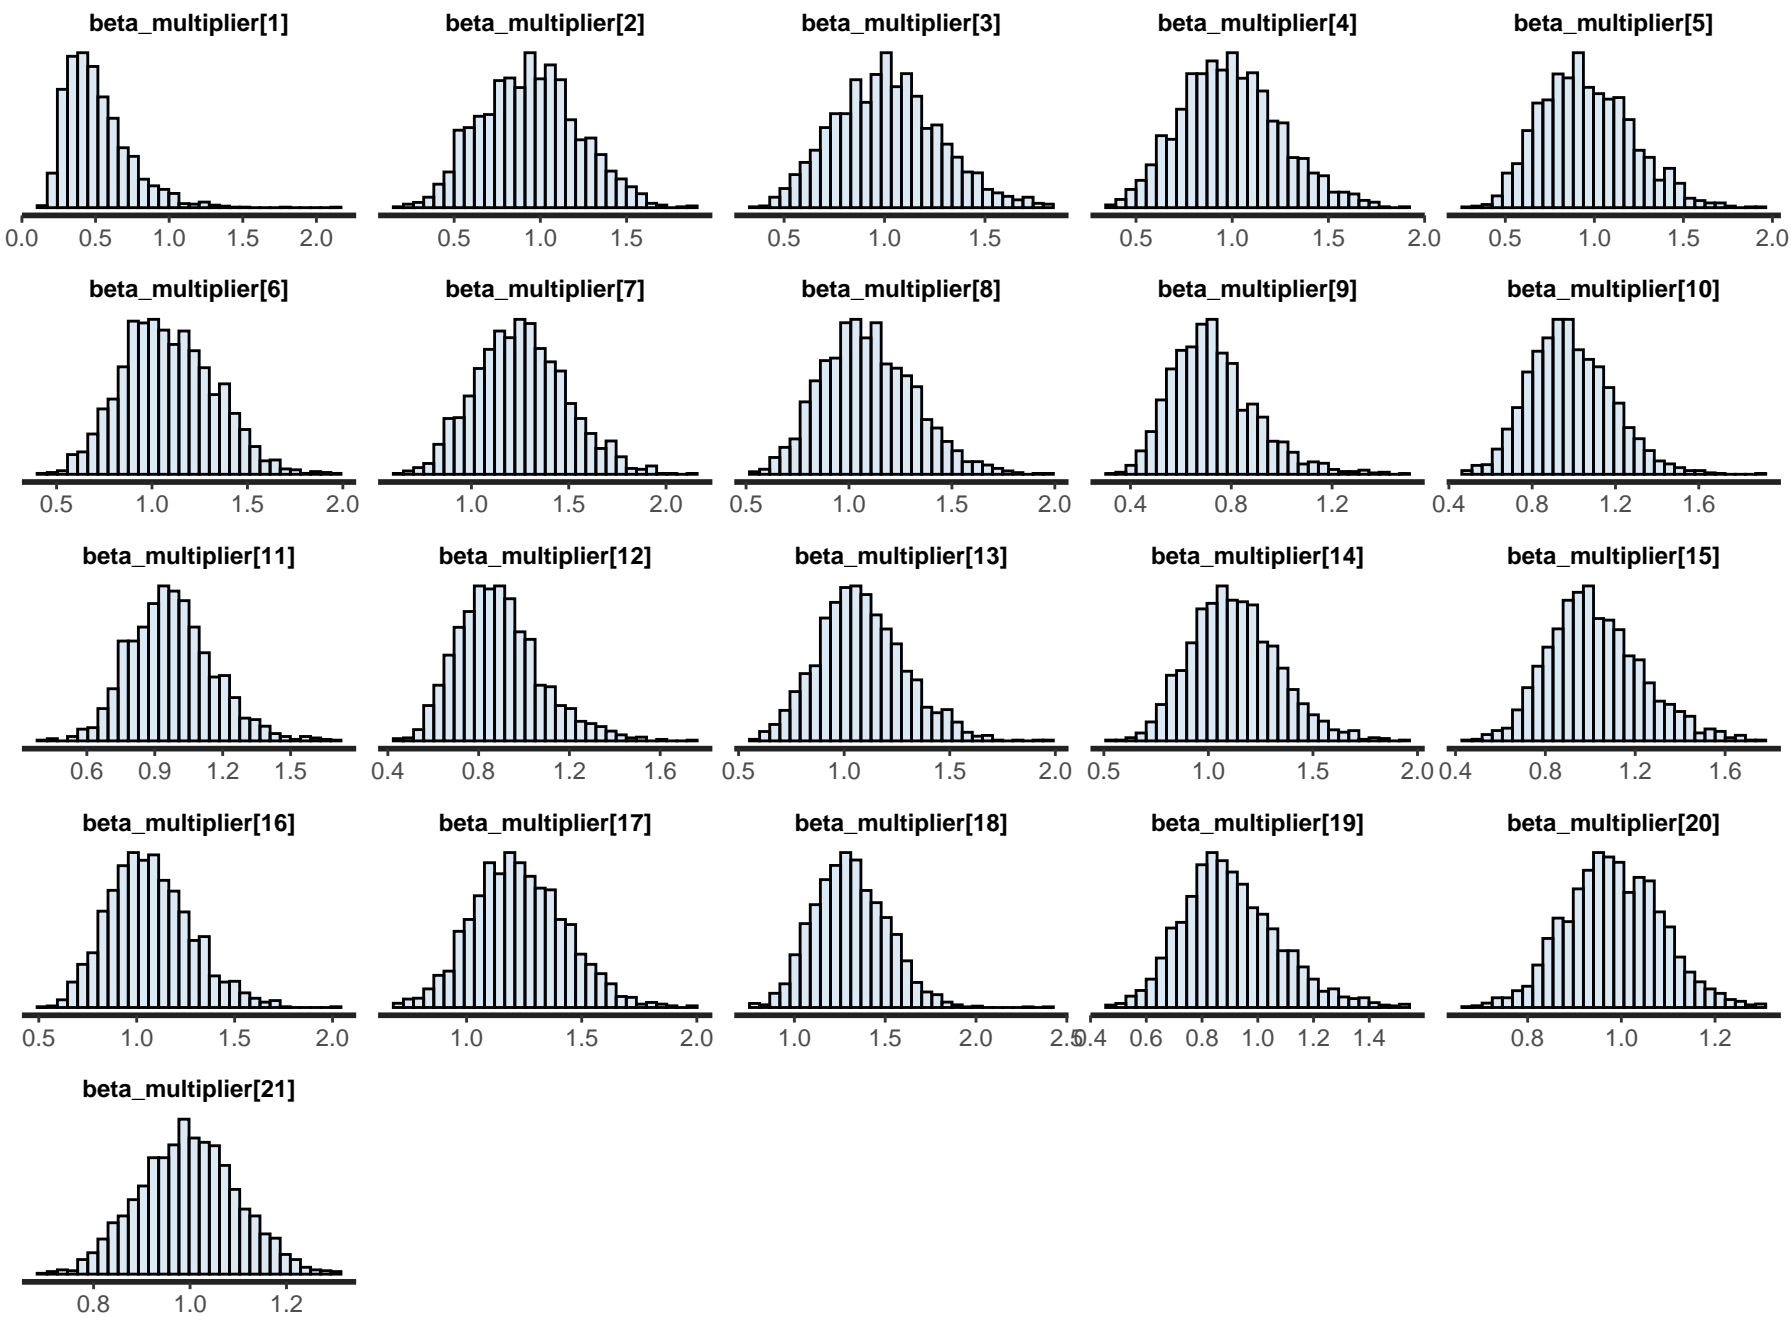 beta_multiplier[1] beta_multiplier[2] beta_multiplier[3] beta_multiplier[4] beta_multiplier[5]
0.0 0.5 1.0 1.5 2.0 0.5 1.0 1.5 0.5 1.0 1.5 0.5 1.0 1.5 2.0 0.5 1.0 1.5 2.0
beta_multiplier[6] beta_multiplier[7] beta_multiplier[8] beta_multiplier[9] beta_multiplier[10]
0.5 1.0 1.5 2.0 1.0 1.5 2.0 0.5 1.0 1.5 2.0 0.4 0.8 1.2 0.4 0.8 1.2 1.6
beta_multiplier[11] beta_multiplier[12] beta_multiplier[13] beta_multiplier[14] beta_multiplier[15]
0.6 0.9 1.2 1.5 0.4 0.8 1.2 1.6 0.5 1.0 1.5 2.0 0.5 1.0 1.5 2.0 0.4 0.8 1.2 1.6
beta_multiplier[16] beta_multiplier[17] beta_multiplier[18] beta_multiplier[19] beta_multiplier[20]
0.5 1.0 1.5 2.0 1.0 1.5 2.0 1.0 1.5 2.0 2.5 0.4 0.6 0.8 1.0 1.2 1.4 0.8 1.0 1.2
beta_multiplier[21]
0.8 1.0 1.2